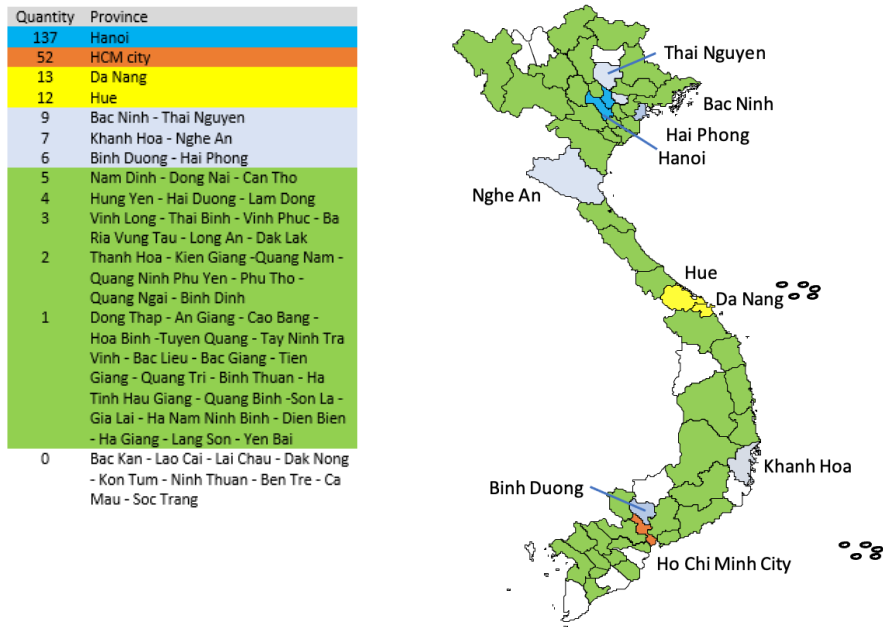 Quantity Province
137 Hanoi
52 HCM city
13 Da Nang
12 Hue
9 Bac Ninh - Thai Nguyen
7 Khanh Hoa - Nghe An
6 Binh Duong - Hai Phong
5 Nam Dinh - Dong Nai - Can Tho
4 Hung Yen - Hai Duong - Lam Dong
3 Vinh Long - Thai Binh - Vinh Phuc - Ba
Ria Vung Tau - Long An - Dak Lak
2 Thanh Hoa - Kien Giang -Quang Nam -
Quang Ninh Phu Yen - Phu Tho -
Quang Ngai - Binh Dinh
1 Dong Thap - An Giang - Cao Bang -
Hoa Binh -Tuyen Quang - Tay Ninh Tra
Vinh - Bac Lieu - Bac Giang - Tien
Giang - Quang Tri - Binh Thuan - Ha
Tinh Hau Giang - Quang Binh -Son La -
Gia Lai - Ha Nam Ninh Binh - Dien Bien
- Ha Giang - Lang Son - Yen Bai
0 Bac Kan - Lao Cai - Lai Chau - Dak Nong
- Kon Tum - Ninh Thuan - Ben Tre - Ca
Mau - Soc Trang
Thai Nguyen
Bac Ninh
Hai Phong
Hanoi
Nghe An
Hue
Da Nang
Khanh Hoa
Binh Duong
Ho Chi Minh City